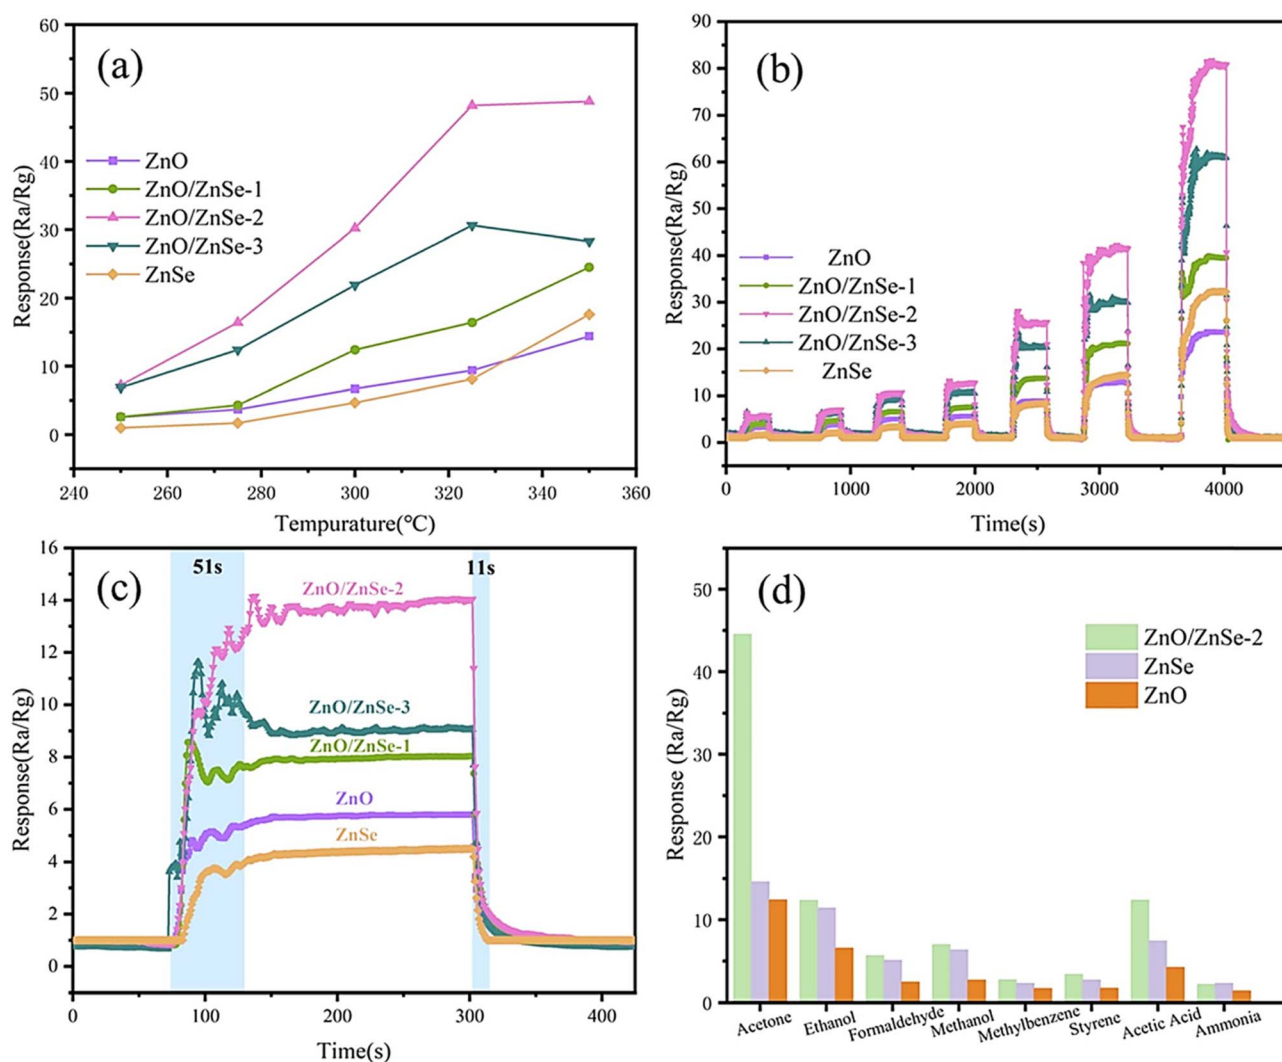 (a)
60
50
40
30
20
10
0
Response(Ra/Rg)
ZnO
ZnO/ZnSe-1
ZnO/ZnSe-2
ZnO/ZnSe-3
ZnSe
240 260 280 300 320 340 360
Tempurature(°C)
(b)
90
80
70
60
50
40
30
20
10
0
Response(Ra/Rg)
ZnO
ZnO/ZnSe-1
ZnO/ZnSe-2
ZnO/ZnSe-3
ZnSe
0 1000 2000 3000 4000
Time(s)
(c)
16
14
12
10
8
6
4
2
0
Response(Ra/Rg)
51s
11s
ZnO/ZnSe-2
ZnO/ZnSe-3
ZnO/ZnSe-1
ZnO
ZnSe
0 100 200 300 400
Time(s)
(d)
50
40
30
20
10
0
Response (Ra/Rg)
ZnO/ZnSe-2
ZnSe
ZnO
Acetone Ethanol Formaldehyde Methanol Methylbenzene Styrene Acetic Acid Ammonia